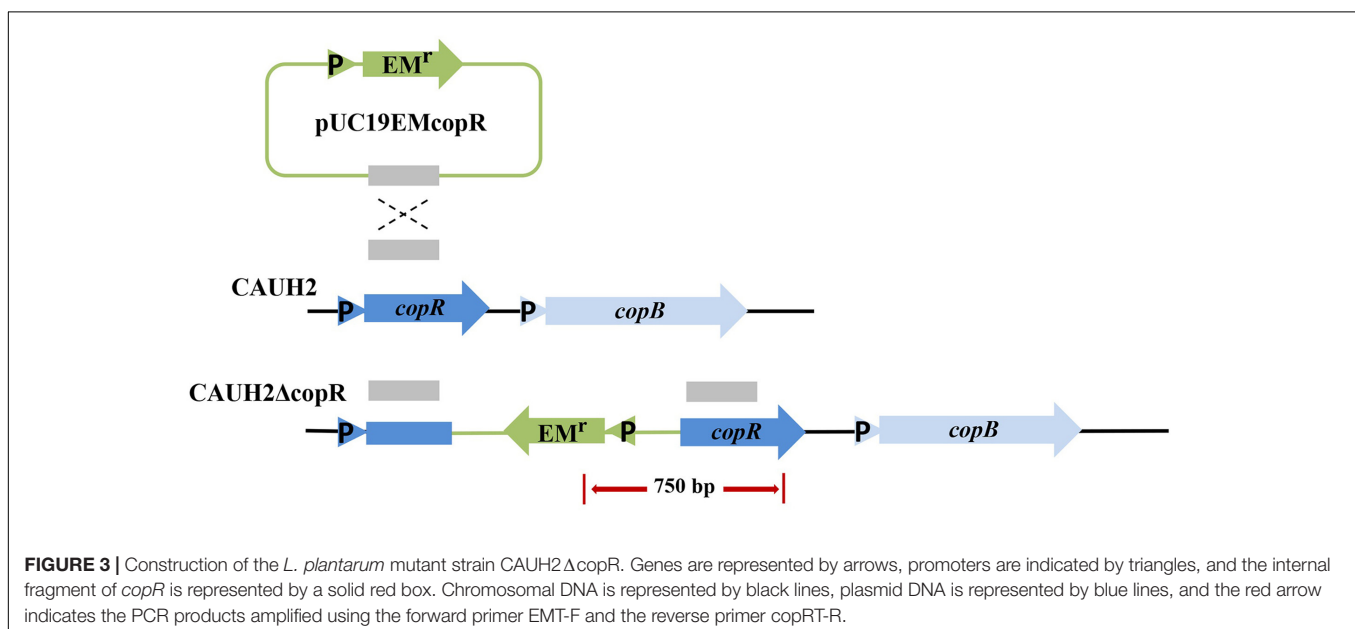 P EMʳ
pUC19EMcopR
CAUH2
P copR P copB
CAUH2ΔcopR
P EMʳ P copR P copB
750 bp
FIGURE 3 | Construction of the L. plantarum mutant strain CAUH2ΔcopR. Genes are represented by arrows, promoters are indicated by triangles, and the internal
fragment of copR is represented by a solid red box. Chromosomal DNA is represented by black lines, plasmid DNA is represented by blue lines, and the red arrow
indicates the PCR products amplified using the forward primer EMT-F and the reverse primer copRT-R.